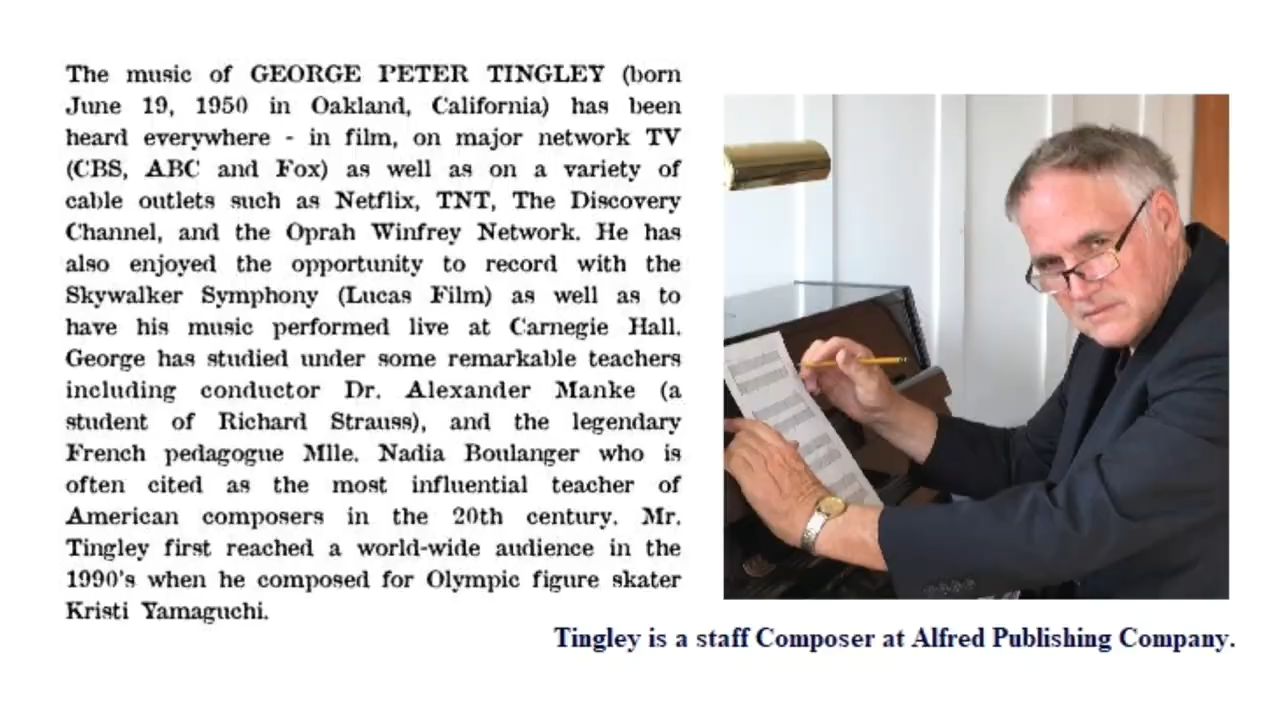 The music of GEORGE PETER TINGLEY (born
June 19, 1950 in Oakland, California) has been
heard everywhere - in film, on major network TV
(CBS, ABC and Fox) as well as on a variety of
cable outlets such as Netflix, TNT, The Discovery
Channel, and the Oprah Winfrey Network. He has
also enjoyed the opportunity to record with the
Skywalker Symphony (Lucas Film) as well as to
have his music performed live at Carnegie Hall.
George has studied under some remarkable teachers
including conductor Dr. Alexander Manke (a
student of Richard Strauss), and the legendary
French pedagogue Mlle. Nadia Boulanger who is
often cited as the most influential teacher of
American composers in the 20th century. Mr.
Tingley first reached a world-wide audience in the
1990's when he composed for Olympic figure skater
Kristi Yamaguchi.
Tingley is a staff Composer at Alfred Publishing Company.